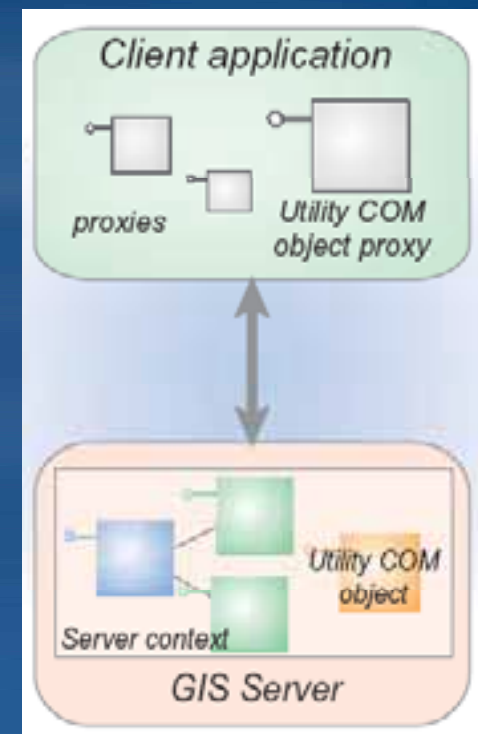 Client application
proxies
Utility COM
object proxy
Utility COM
object
Server context
GIS Server